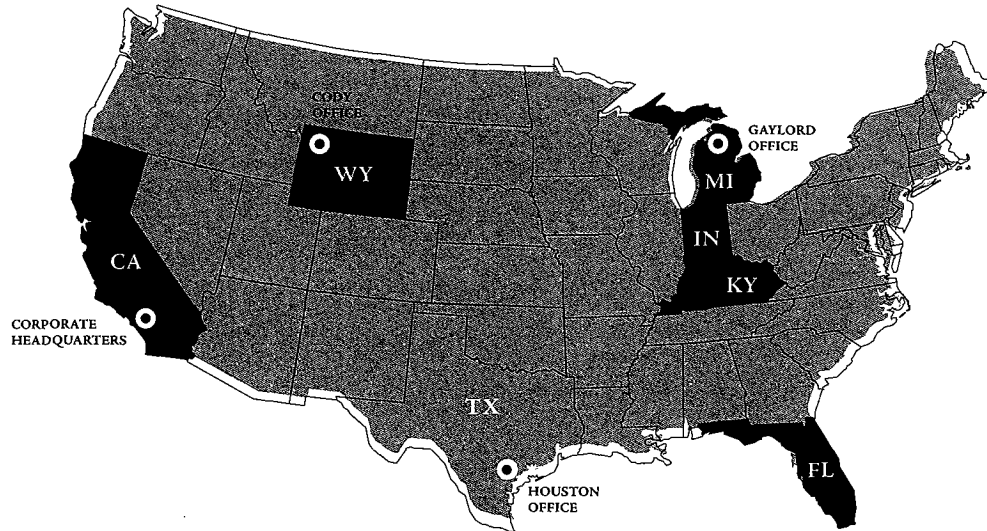 CODY
OFFICE
WY
GAYLORD
OFFICE
MI
IN
KY
CA
CORPORATE
HEADQUARTERS
TX
HOUSTON
OFFICE
FL